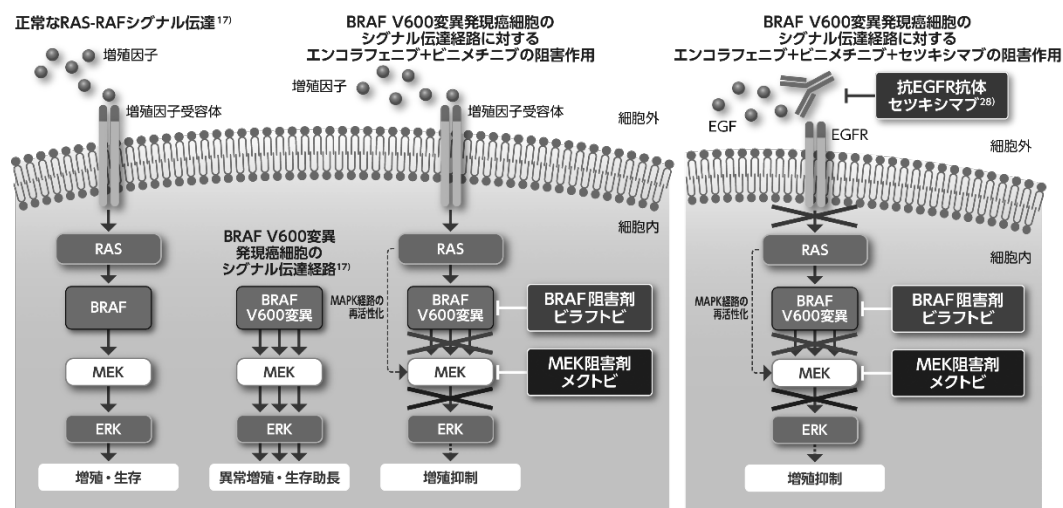 正常なRAS-RAFシグナル伝達17)
増殖因子
増殖因子受容体
RAS
BRAF
MEK
ERK
増殖・生存
BRAF V600変異
発現癌細胞の
シグナル伝達経路17)
BRAF
V600変異
MEK
ERK
異常増殖・生存助長
BRAF V600変異発現癌細胞の
シグナル伝達経路に対する
エンコラフェニブ+ビニメチニブの阻害作用
増殖因子
増殖因子受容体
細胞外
細胞内
RAS
MAPK経路の
再活性化
BRAF
V600変異
BRAF阻害剤
ビラフトビ
MEK
MEK阻害剤
メクトビ
ERK
増殖抑制
BRAF V600変異発現癌細胞の
シグナル伝達経路に対する
エンコラフェニブ+ビニメチニブ+セツキシマブの阻害作用
抗EGFR抗体
セツキシマブ28)
EGF
EGFR
細胞外
細胞内
RAS
MAPK経路の
再活性化
BRAF
V600変異
BRAF阻害剤
ビラフトビ
MEK
MEK阻害剤
メクトビ
ERK
増殖抑制